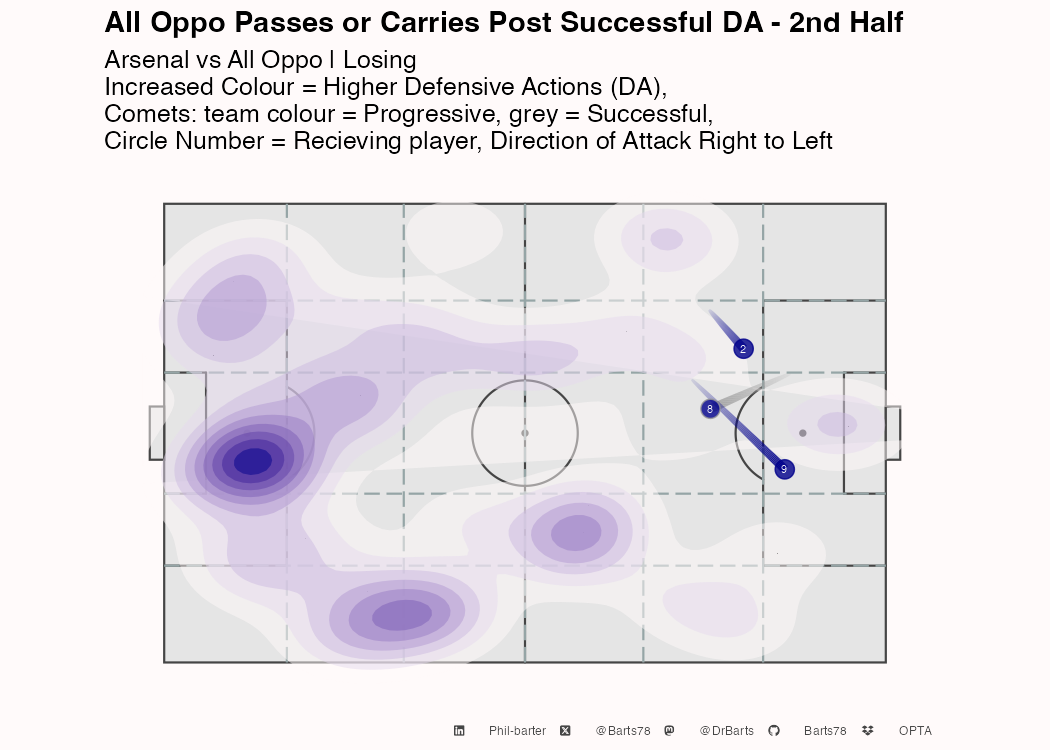 All Oppo Passes or Carries Post Successful DA - 2nd Half
Arsenal vs All Oppo | Losing
Increased Colour = Higher Defensive Actions (DA),
Comets: team colour = Progressive, grey = Successful,
Circle Number = Recieving player, Direction of Attack Right to Left
2
8
9
Phil-barter @Barts78 @DrBarts Barts78 OPTA